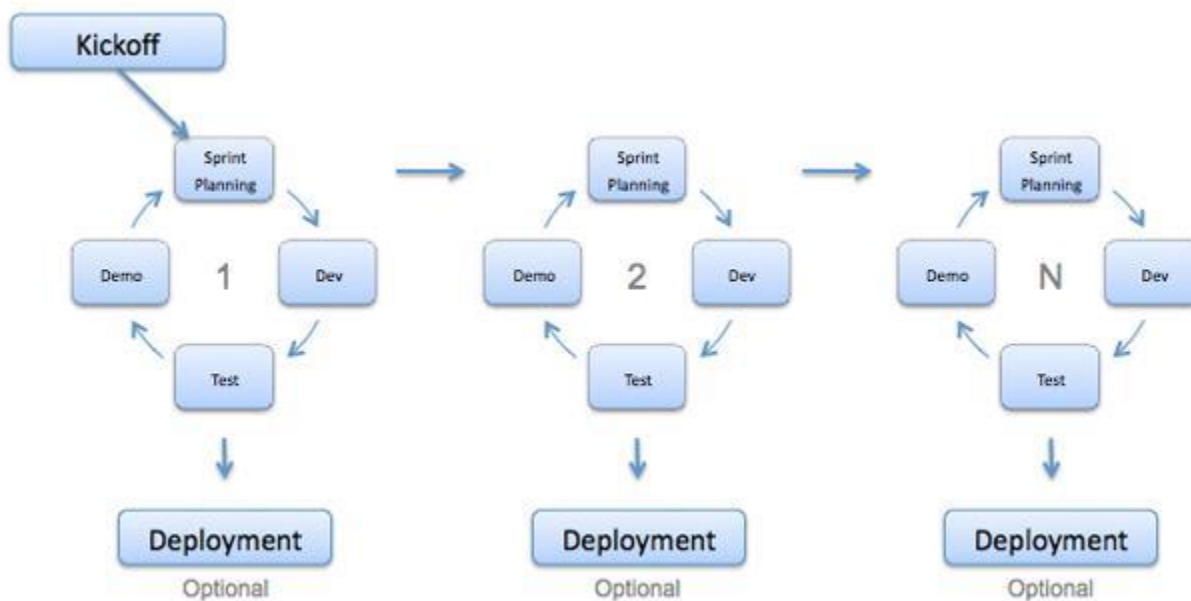 Kickoff
Sprint
Planning
Demo
1
Dev
Test
Deployment
Optional
Sprint
Planning
Demo
2
Dev
Test
Deployment
Optional
Sprint
Planning
Demo
N
Dev
Test
Deployment
Optional